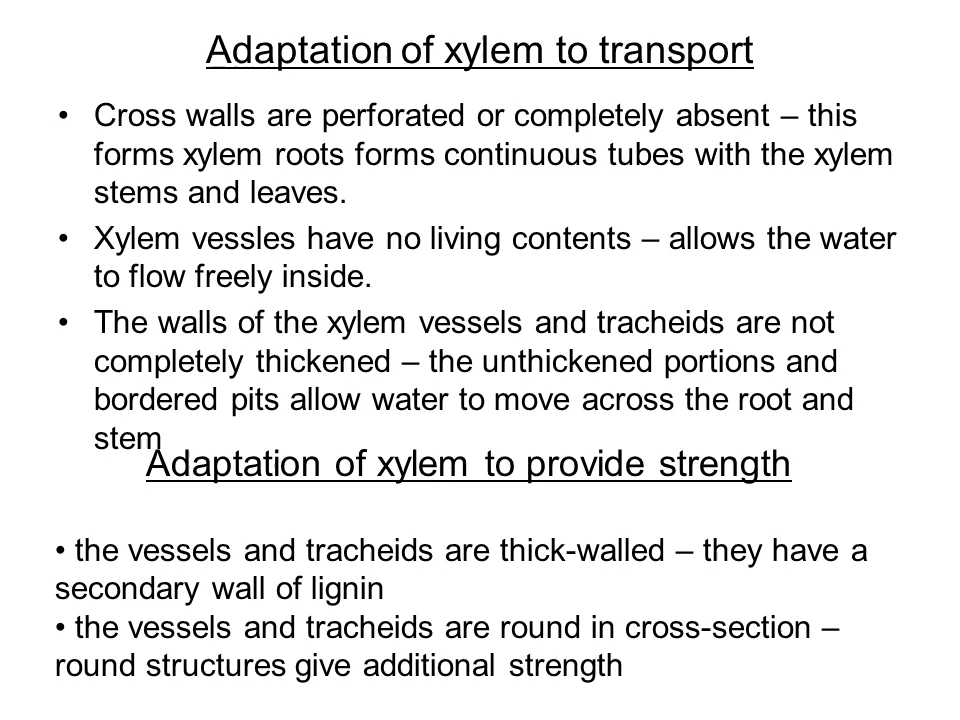 Adaptation of xylem to transport
• Cross walls are perforated or completely absent – this
forms xylem roots forms continuous tubes with the xylem
stems and leaves.
• Xylem vessles have no living contents – allows the water
to flow freely inside.
• The walls of the xylem vessels and tracheids are not
completely thickened – the unthickened portions and
bordered pits allow water to move across the root and
stem
Adaptation of xylem to provide strength
• the vessels and tracheids are thick-walled – they have a
secondary wall of lignin
• the vessels and tracheids are round in cross-section –
round structures give additional strength